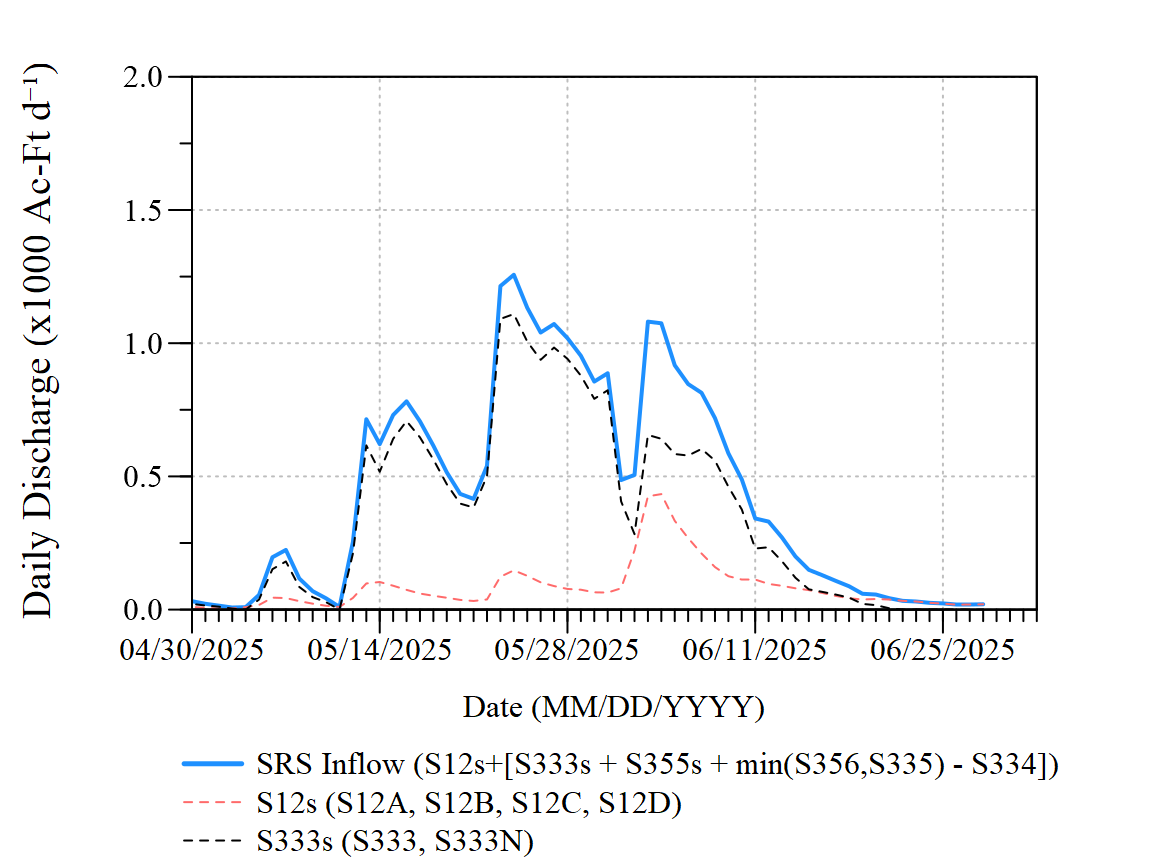 Daily Discharge (x1000 Ac-Ft d⁻¹)
2.0
1.5
1.0
0.5
0.0
04/30/2025 05/14/2025 05/28/2025 06/11/2025 06/25/2025
Date (MM/DD/YYYY)
SRS Inflow (S12s+[S333s + S355s + min(S356,S335) - S334])
S12s (S12A, S12B, S12C, S12D)
S333s (S333, S333N)